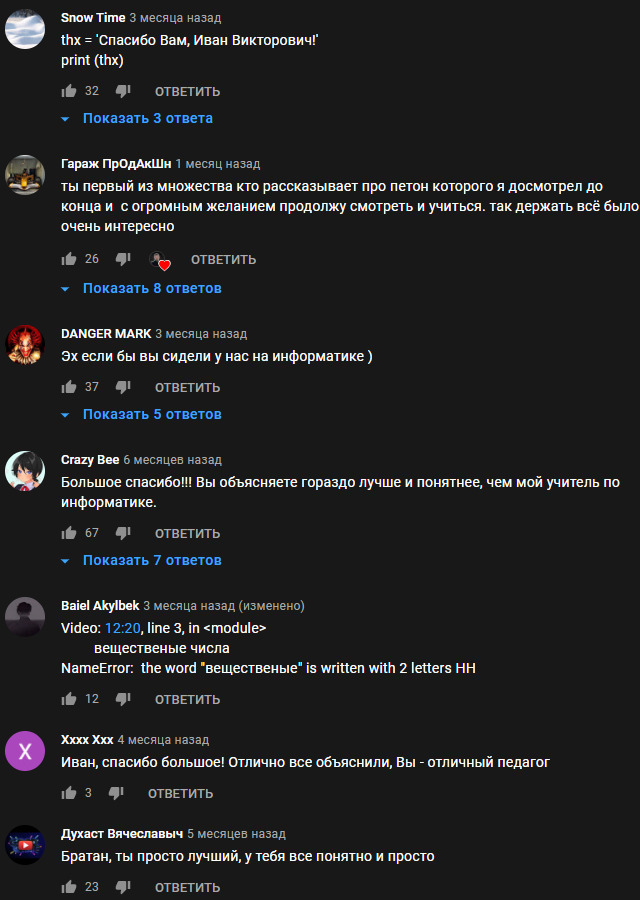 Snow Time 3 месяца назад
thx = 'Спасибо Вам, Иван Викторович!'
print (thx)
32 ОТВЕТИТЬ
Показать 3 ответа
Гараж ПрОдАкШн 1 месяц назад
ты первый из множества кто рассказывает про петон которого я досмотрел до
конца и с огромным желанием продолжу смотреть и учиться. так держать всё было
очень интересно
26 ОТВЕТИТЬ
Показать 8 ответов
DANGER MARK 3 месяца назад
Эх если бы вы сидели у нас на информатике )
37 ОТВЕТИТЬ
Показать 5 ответов
Crazy Bee 6 месяцев назад
Большое спасибо!!! Вы объясняете гораздо лучше и понятнее, чем мой учитель по
информатике.
67 ОТВЕТИТЬ
Показать 7 ответов
Baiel Akylbek 3 месяца назад (изменено)
Video: 12:20, line 3, in <module>
вещественые числа
NameError: the word "вещественые" is written with 2 letters НН
12 ОТВЕТИТЬ
X
Xxxx Xxx 4 месяца назад
Иван, спасибо большое! Отлично все объяснили, Вы - отличный педагог
3 ОТВЕТИТЬ
Духаст Вячеславыч 5 месяцев назад
Братан, ты просто лучший, у тебя все понятно и просто
23 ОТВЕТИТЬ